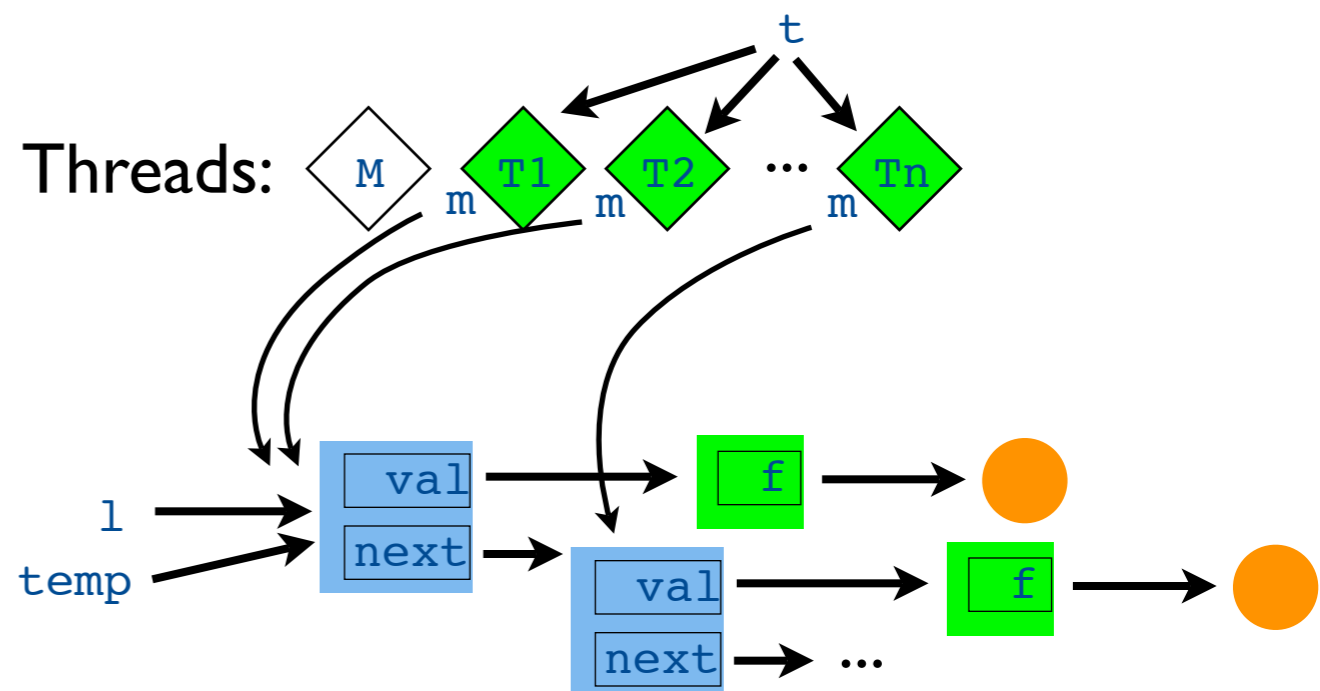 t
Threads: M T1 T2 ... Tn
m m m
val f
l
next
temp
val f
next ...